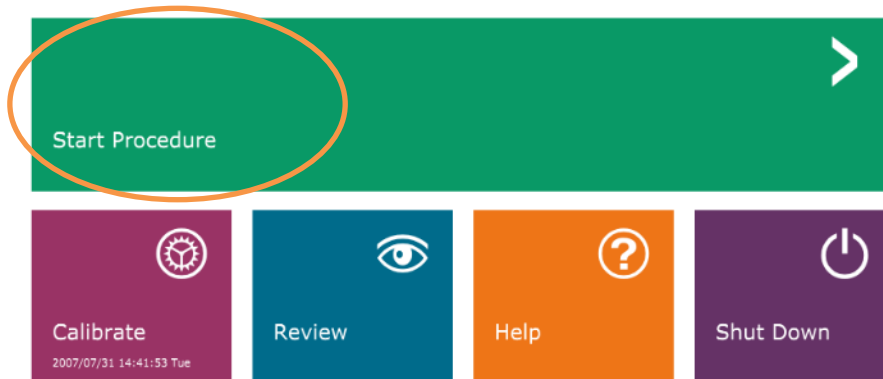 Start Procedure
Calibrate
2007/07/31 14:41:53 Tue
Review
Help
Shut Down